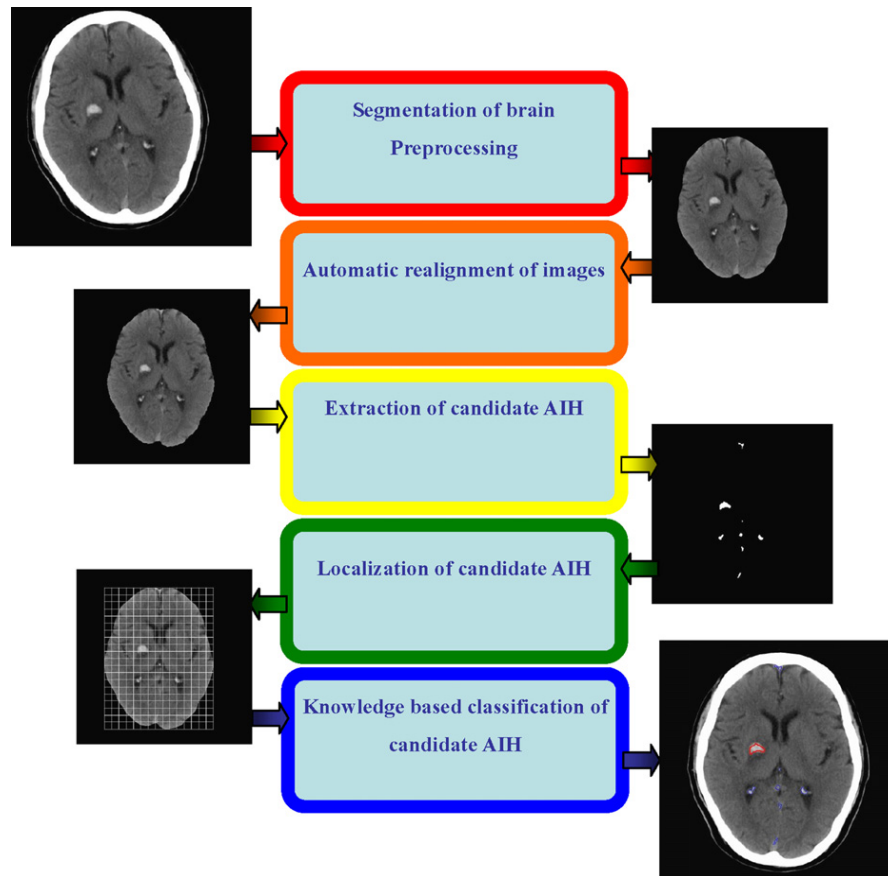 Segmentation of brain
Preprocessing
Automatic realignment of images
Extraction of candidate AIH
Localization of candidate AIH
Knowledge based classification of
candidate AIH